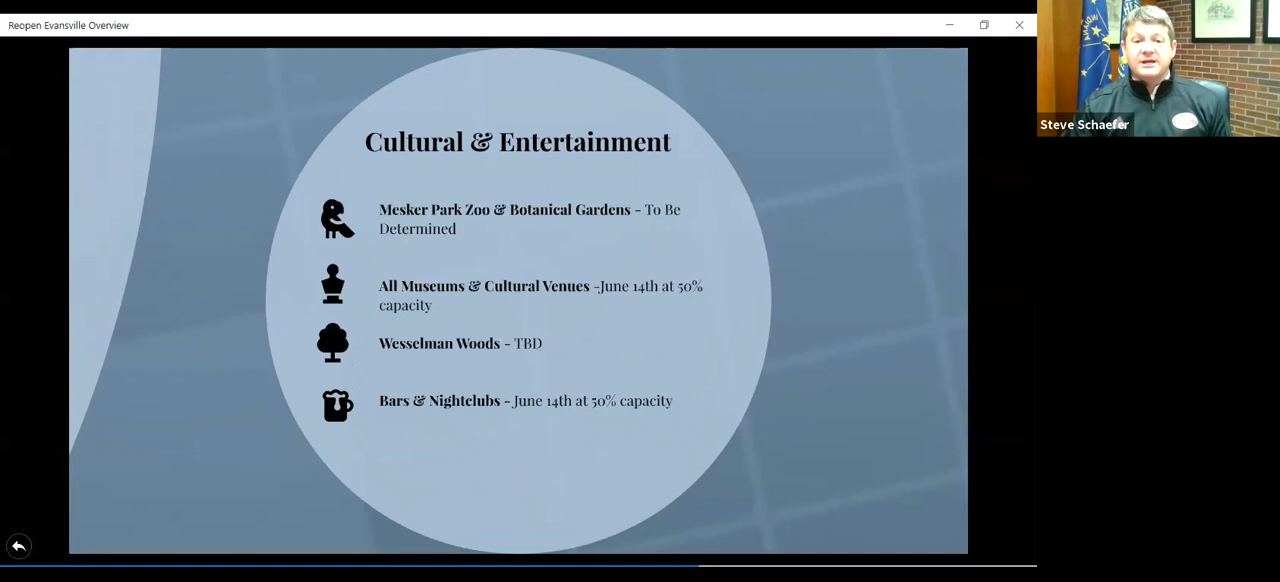 Reopen Evansville Overview
Cultural & Entertainment
Mesker Park Zoo & Botanical Gardens - To Be
Determined
All Museums & Cultural Venues -June 14th at 50%
capacity
Wesselman Woods - TBD
Bars & Nightclubs - June 14th at 50% capacity
Steve Schaefer